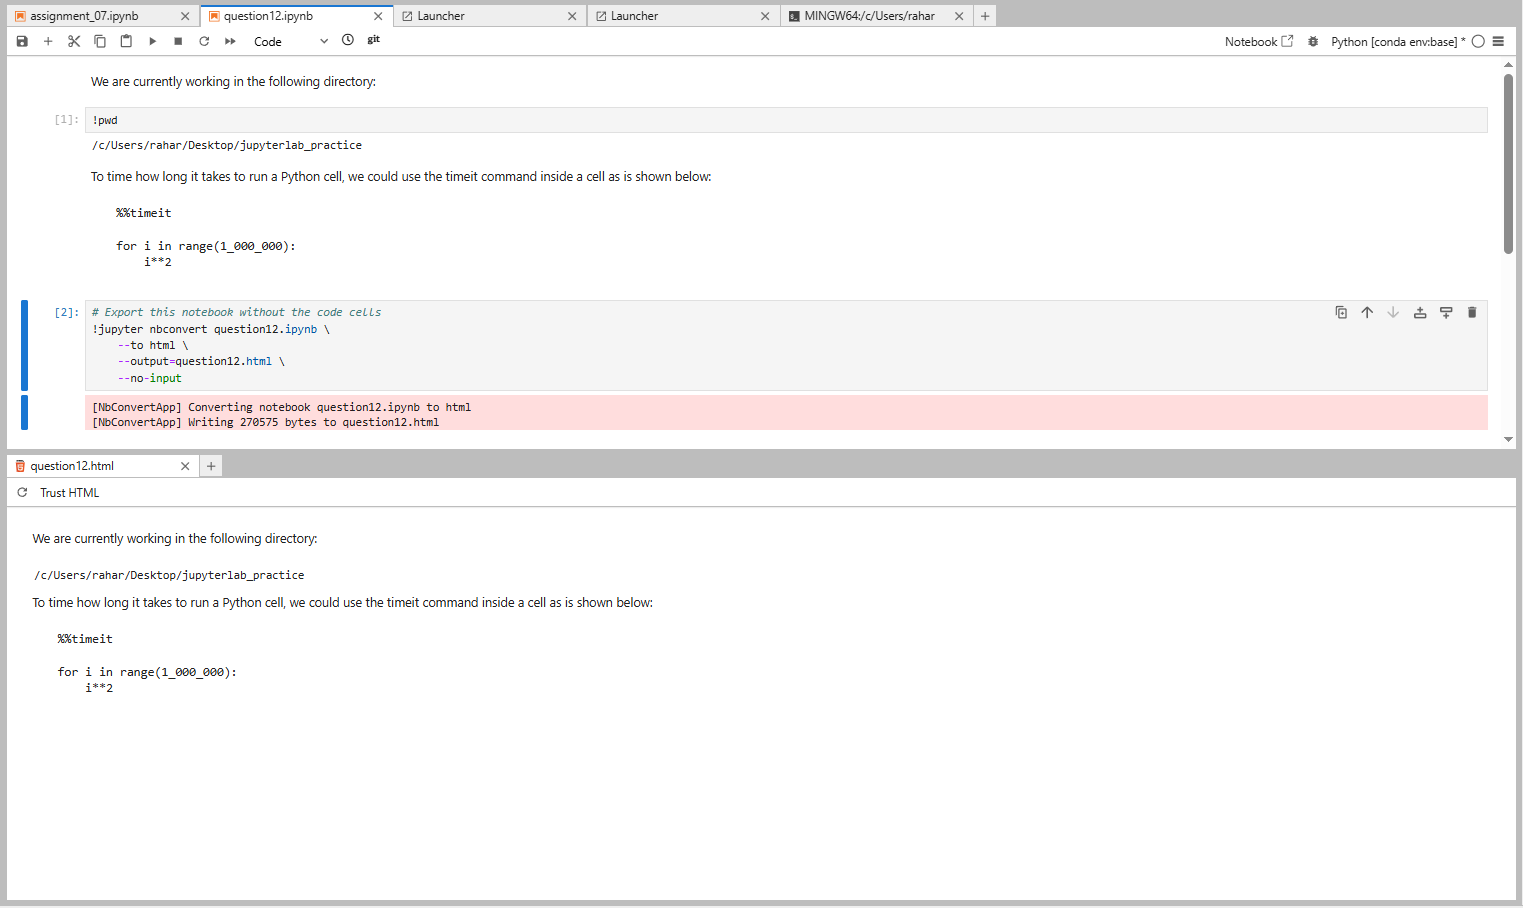 assignment_07.ipynb
question12.ipynb
Launcher
Launcher
MINGW64:/c/Users/rahar
Code
git
Notebook
Python [conda env:base] *
We are currently working in the following directory:
[1]:
!pwd
/c/Users/rahar/Desktop/jupyterlab_practice
To time how long it takes to run a Python cell, we could use the timeit command inside a cell as is shown below:
%%timeit
for i in range(1_000_000):
    i**2
[2]:
# Export this notebook without the code cells
!jupyter nbconvert question12.ipynb \
    --to html \
    --output=question12.html \
    --no-input
[NbConvertApp] Converting notebook question12.ipynb to html
[NbConvertApp] Writing 270575 bytes to question12.html
question12.html
Trust HTML
We are currently working in the following directory:
/c/Users/rahar/Desktop/jupyterlab_practice
To time how long it takes to run a Python cell, we could use the timeit command inside a cell as is shown below:
%%timeit
for i in range(1_000_000):
    i**2